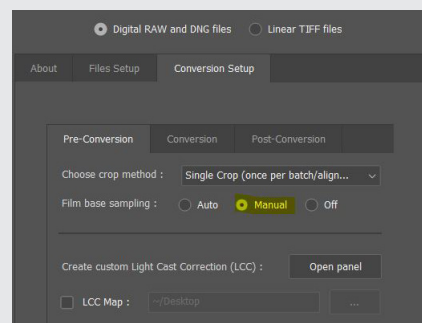 Digital RAW and DNG files Linear TIFF files
About Files Setup Conversion Setup
Pre-Conversion Conversion Post-Conversion
Choose crop method : Single Crop (once per batch/align...
Film base sampling : Auto Manual Off
Create custom Light Cast Correction (LCC) : Open panel
LCC Map : ~/Desktop ...